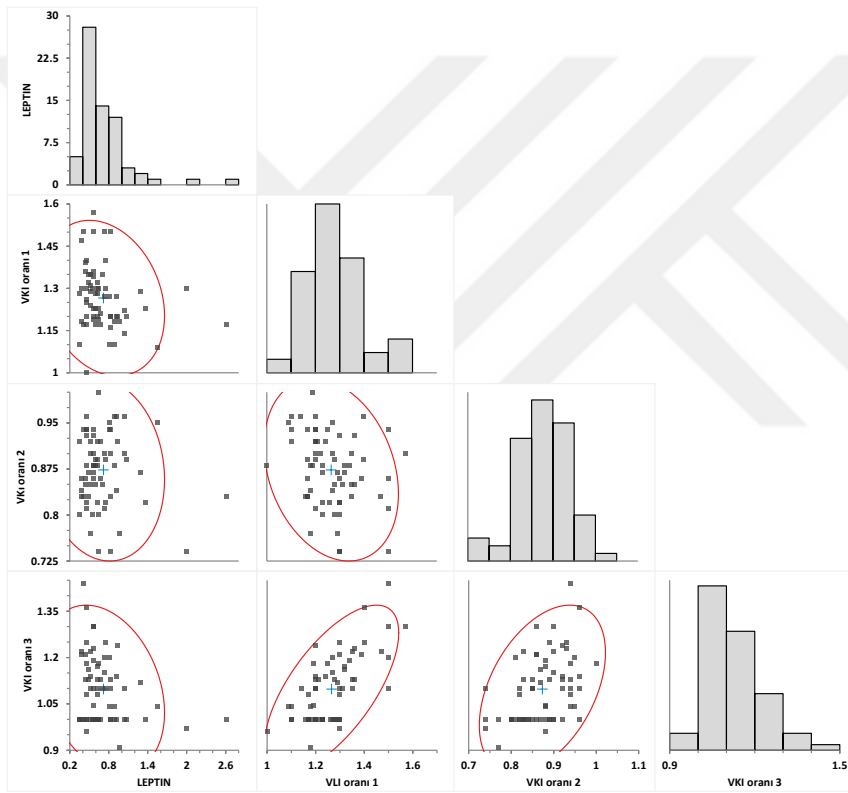 30
22.5
15
7.5
0
LEPTIN
1.6
1.45
1.3
1.15
1
VKI oranı 1
0.95
0.875
0.8
0.725
VKı oranı 2
1.35
1.2
1.05
0.9
VKI oranı 3
0.2 0.8 1.4 2 2.6
LEPTIN
1 1.2 1.4 1.6
VLI oranı 1
0.7 0.8 0.9 1 1.1
VKI oranı 2
0.9 1.5
VKI oranı 3